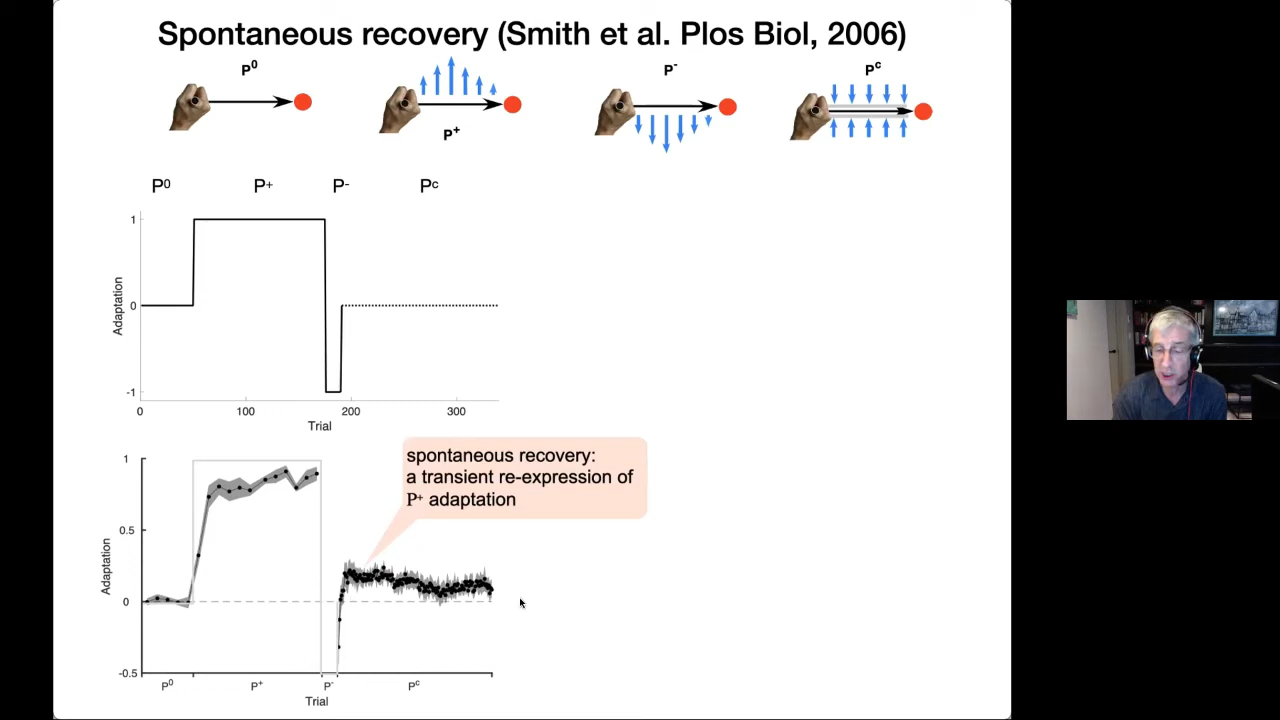 Spontaneous recovery (Smith et al. Plos Biol, 2006)
P⁰
P⁺
P⁻
Pᶜ
P⁰ P⁺ P⁻ Pᶜ
1
0
-1
Adaptation
0 100 200 300
Trial
spontaneous recovery:
a transient re-expression of
P⁺ adaptation
1
0.5
0
-0.5
Adaptation
P⁰ P⁺ P⁻ Pᶜ
Trial